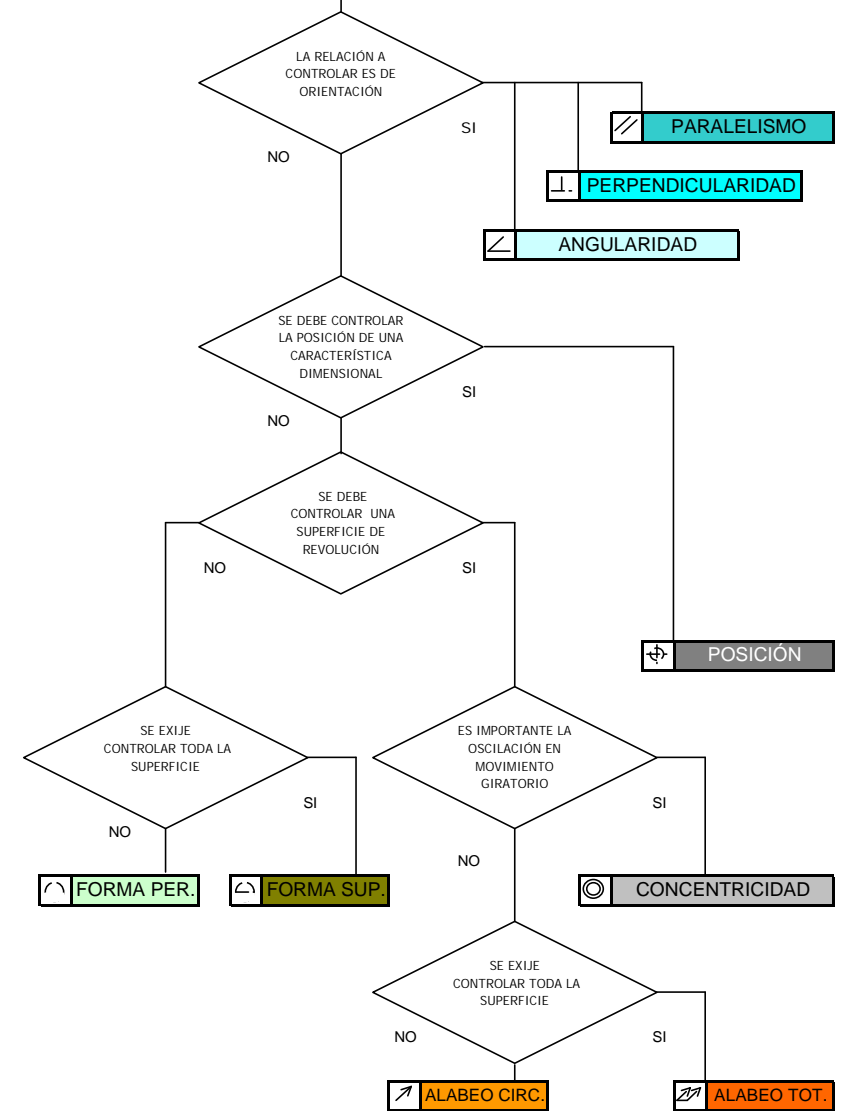 LA RELACIÓN A
CONTROLAR ES DE
ORIENTACIÓN
SI
NO
PARALELISMO
PERPENDICULARIDAD
ANGULARIDAD
SE DEBE CONTROLAR
LA POSICIÓN DE UNA
CARACTERÍSTICA
DIMENSIONAL
SI
NO
SE DEBE
CONTROLAR UNA
SUPERFICIE DE
REVOLUCIÓN
NO
SI
POSICIÓN
SE EXIJE
CONTROLAR TODA LA
SUPERFICIE
SI
NO
ES IMPORTANTE LA
OSCILACIÓN EN
MOVIMIENTO
GIRATORIO
SI
NO
FORMA PER.
FORMA SUP.
CONCENTRICIDAD
SE EXIJE
CONTROLAR TODA LA
SUPERFICIE
NO
SI
ALABEO CIRC.
ALABEO TOT.